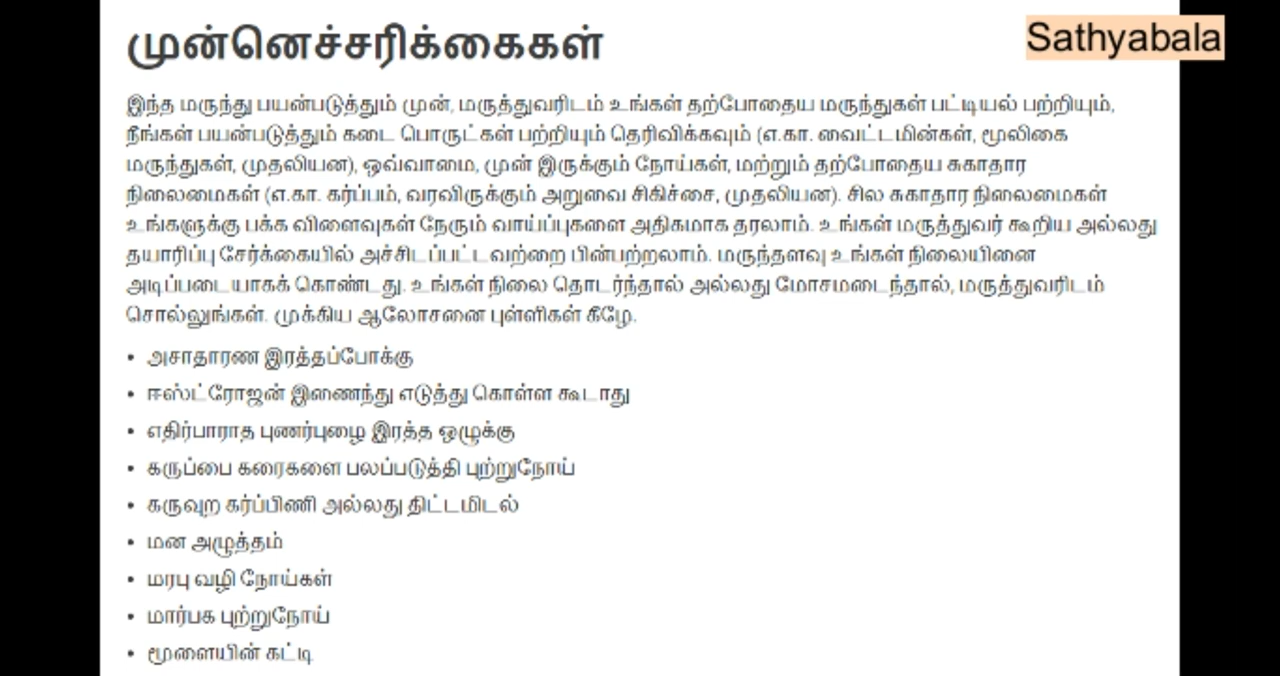 முன்னெச்சரிக்கைகள்
Sathyabala
இந்த மருந்து பயன்படுத்தும் முன், மருத்துவரிடம் உங்கள் தற்போதைய மருந்துகள் பட்டியல் பற்றியும்,
நீங்கள் பயன்படுத்தும் கடை பொருட்கள் பற்றியும் தெரிவிக்கவும் (எ.கா. வைட்டமின்கள், மூலிகை
மருந்துகள், முதலியன), ஒவ்வாமை, முன் இருக்கும் நோய்கள், மற்றும் தற்போதைய சுகாதார
நிலைமைகள் (எ.கா. கர்ப்பம், வரவிருக்கும் அறுவை சிகிச்சை, முதலியன). சில சுகாதார நிலைமைகள்
உங்களுக்கு பக்க விளைவுகள் நேரும் வாய்ப்புகளை அதிகமாக தரலாம். உங்கள் மருத்துவர் கூறிய அல்லது
தயாரிப்பு சேர்க்கையில் அச்சிடப்பட்டவற்றை பின்பற்றலாம். மருந்தளவு உங்கள் நிலையினை
அடிப்படையாகக் கொண்டது. உங்கள் நிலை தொடர்ந்தால் அல்லது மோசமடைந்தால், மருத்துவரிடம்
சொல்லுங்கள். முக்கிய ஆலோசனை புள்ளிகள் கீழே.
• அசாதாரண இரத்தப்போக்கு
• ஈஸ்ட்ரோஜன் இணைந்து எடுத்து கொள்ள கூடாது
• எதிர்பாராத புணர்புழை இரத்த ஒழுக்கு
• கருப்பை கரைகளை பலப்படுத்தி புற்றுநோய்
• கருவுற கர்ப்பிணி அல்லது திட்டமிடல்
• மன அழுத்தம்
• மரபு வழி நோய்கள்
• மார்பக புற்றுநோய்
• மூளையின் கட்டி